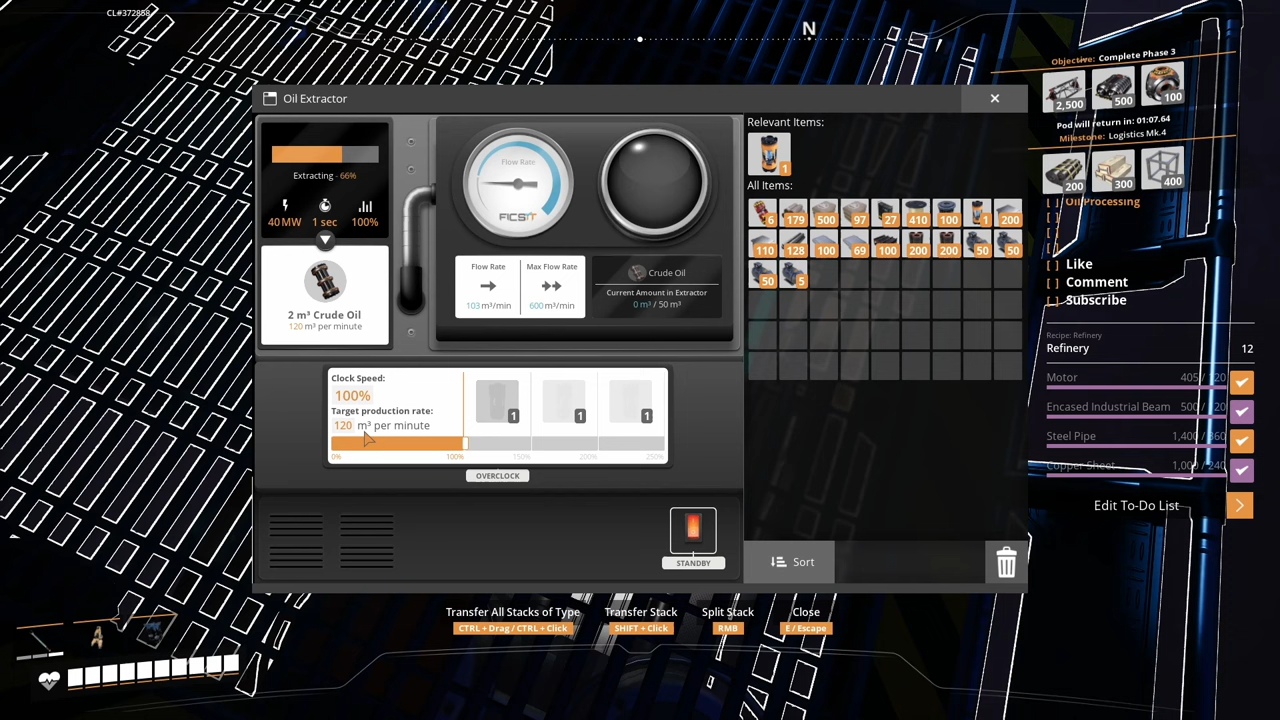 CL#372858
N
Oil Extractor
Extracting - 66%
40 MW
1 sec
100%
2 m³ Crude Oil
120 m³ per minute
Flow Rate
FICSIT
Flow Rate
103 m³/min
Max Flow Rate
600 m³/min
Crude Oil
Current Amount in Extractor
0 m³ / 50 m³
Clock Speed:
100%
Target production rate:
120 m³ per minute
1
1
1
0%
100%
150%
200%
250%
OVERCLOCK
STANDBY
Relevant Items:
1
All Items:
6 179 500 97 27 410 100 1 200
110 128 100 69 100 200 200 50 50
50 5
Sort
Transfer All Stacks of Type
CTRL + Drag / CTRL + Click
Transfer Stack
SHIFT + Click
Split Stack
RMB
Close
E / Escape
Objective: Complete Phase 3
2,500 500 100
Pod will return in: 01:07.64
Milestone: Logistics Mk.4
200 300 400
[ ] Oil Processing
[ ]
[ ]
[ ]
[ ] Like
[ ] Comment
[ ] Subscribe
Recipe: Refinery
Refinery 12
Motor 405 / 120
Encased Industrial Beam 500 / 120
Steel Pipe 1,400 / 360
Copper Sheet 1,000 / 240
Edit To-Do List